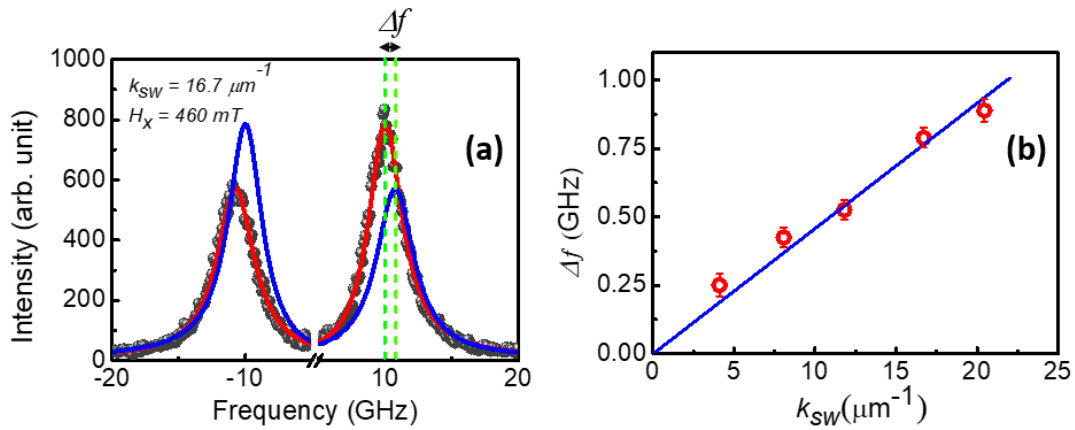 Δf
1000
800
600
400
200
0
k_SW = 16.7 μm⁻¹
H_x = 460 mT
(a)
-20
-10
10
20
Intensity (arb. unit)
Frequency (GHz)
1.00
0.75
0.50
0.25
0.00
(b)
0
5
10
15
20
25
Δf (GHz)
k_SW(μm⁻¹)